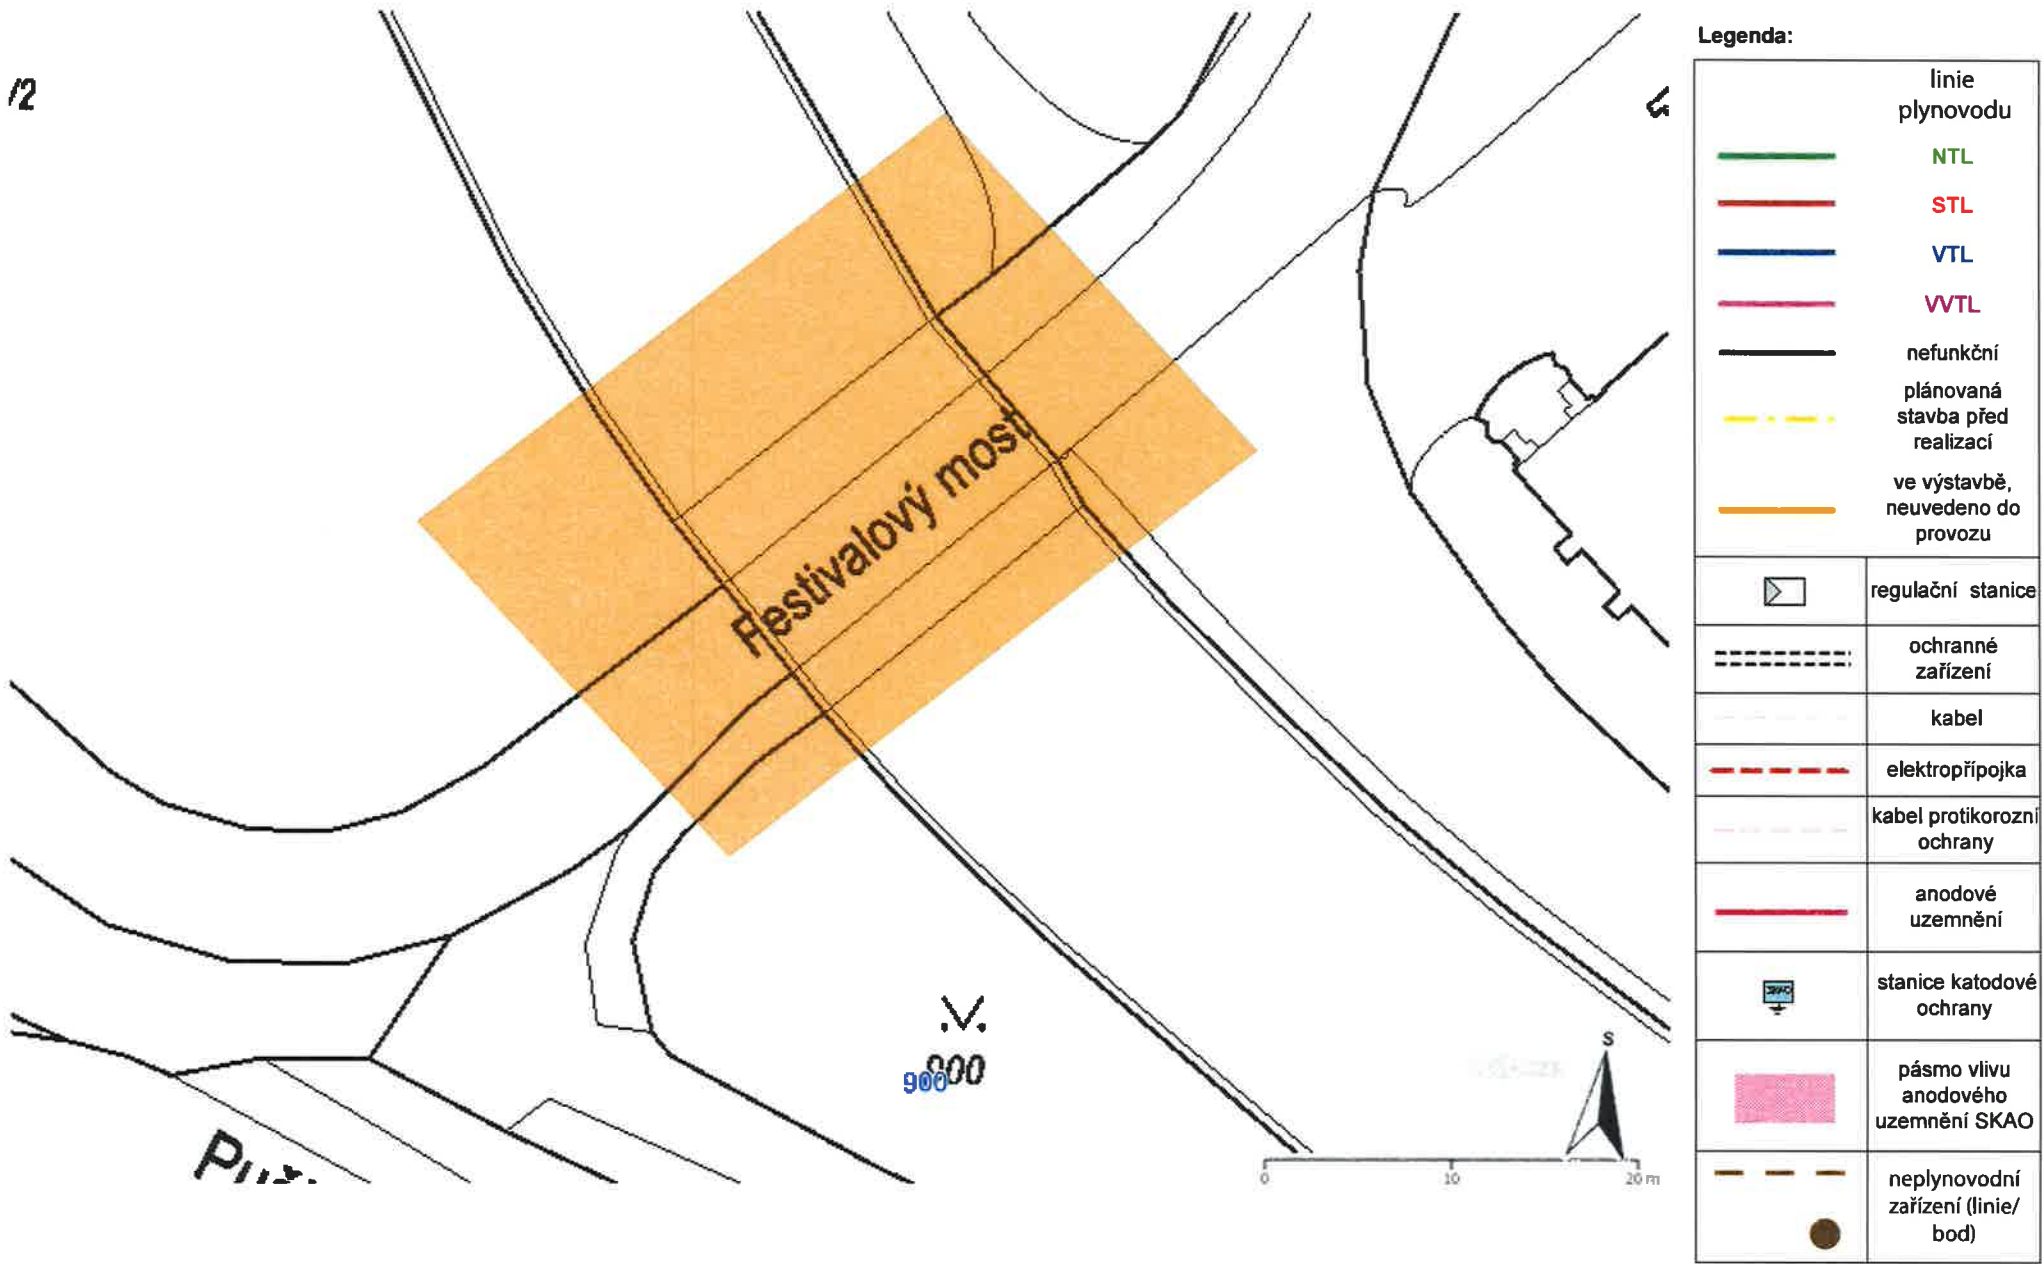 /2
Festivalový most
900
900
S
0 10 20 m
Legenda:
linie
plynovodu
NTL
STL
VTL
VVTL
nefunkční
plánovaná
stavba před
realizací
ve výstavbě,
neuvedeno do
provozu
regulační stanice
ochranné
zařízení
kabel
elektropřípojka
kabel protikorozní
ochrany
anodové
uzemnění
SKAO
stanice katodové
ochrany
pásmo vlivu
anodového
uzemnění SKAO
neplynovodní
zařízení (linie/
bod)